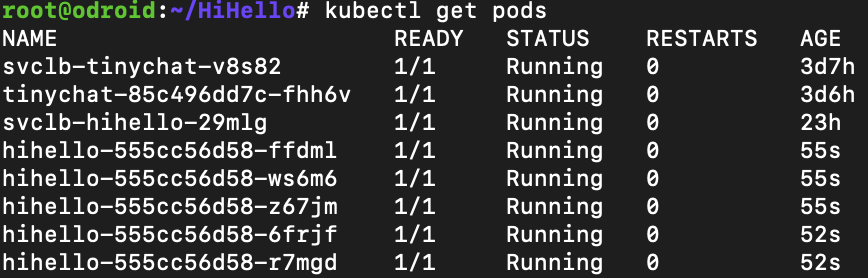 root@odroid:~/HiHello# kubectl get pods
NAME READY STATUS RESTARTS AGE
svclb-tinychat-v8s82 1/1 Running 0 3d7h
tinychat-85c496dd7c-fhh6v 1/1 Running 0 3d6h
svclb-hihello-29mlg 1/1 Running 0 23h
hihello-555cc56d58-ffdml 1/1 Running 0 55s
hihello-555cc56d58-ws6m6 1/1 Running 0 55s
hihello-555cc56d58-z67jm 1/1 Running 0 55s
hihello-555cc56d58-6frjf 1/1 Running 0 52s
hihello-555cc56d58-r7mgd 1/1 Running 0 52s